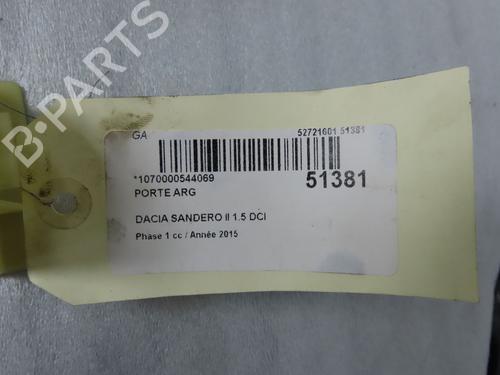 B-PARTS
GA
52721601 51381
*1070000544069
51381
PORTE ARG
DACIA SANDERO II 1.5 DCI
Phase 1 cc / Année 2015